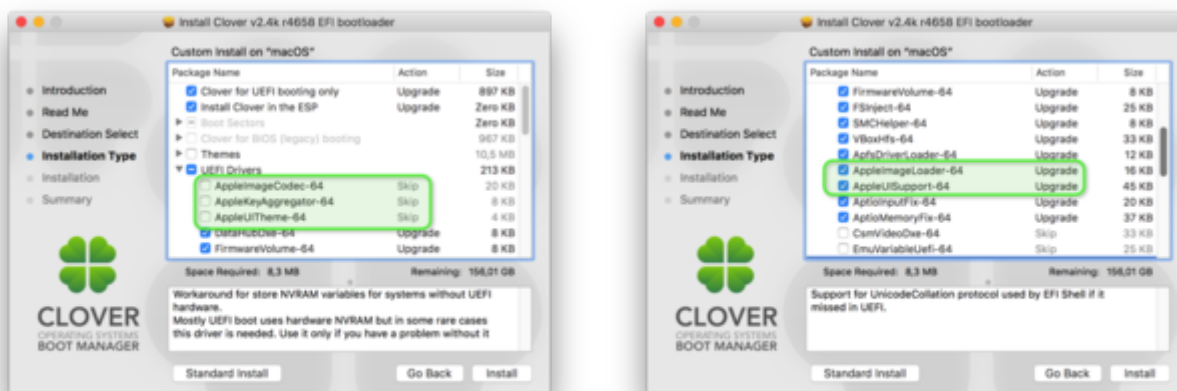 Install Clover v2.4k r4658 EFI bootloader
Custom Install on "macOS"
Introduction
Read Me
Destination Select
Installation Type
Installation
Summary
Package Name Action Size
Clover for UEFI booting only Upgrade 897 KB
Install Clover in the ESP Upgrade Zero KB
Boot Sectors Zero KB
Clover for BIOS (legacy) booting 967 KB
Themes 10,5 MB
UEFI Drivers 213 KB
AppleImageCodec-64 Skip 20 KB
AppleKeyAggregator-64 Skip 8 KB
AppleUITheme-64 Skip 4 KB
DataHubDxe-64 Upgrade 8 KB
FirmwareVolume-64 Upgrade 8 KB
Space Required: 8,3 MB Remaining: 156,01 GB
Workaround for store NVRAM variables for systems without UEFI
hardware.
Mostly UEFI boot uses hardware NVRAM but in some rare cases
this driver is needed. Use it only if you have a problem without it
CLOVER
OPERATING SYSTEMS
BOOT MANAGER
Standard Install Go Back Install
Install Clover v2.4k r4658 EFI bootloader
Custom Install on "macOS"
Introduction
Read Me
Destination Select
Installation Type
Installation
Summary
Package Name Action Size
FirmwareVolume-64 Upgrade 8 KB
FSInject-64 Upgrade 25 KB
SMCHelper-64 Upgrade 8 KB
VBoxHfs-64 Upgrade 33 KB
ApfsDriverLoader-64 Upgrade 12 KB
AppleImageLoader-64 Upgrade 16 KB
AppleUISupport-64 Upgrade 45 KB
AptioInputFix-64 Upgrade 20 KB
AptioMemoryFix-64 Upgrade 37 KB
CsmVideoDxe-64 Skip 33 KB
EmuVariableUefi-64 Skip 25 KB
Space Required: 8,3 MB Remaining: 156,01 GB
Support for UnicodeCollation protocol used by EFI Shell if it
missed in UEFI.
CLOVER
OPERATING SYSTEMS
BOOT MANAGER
Standard Install Go Back Install